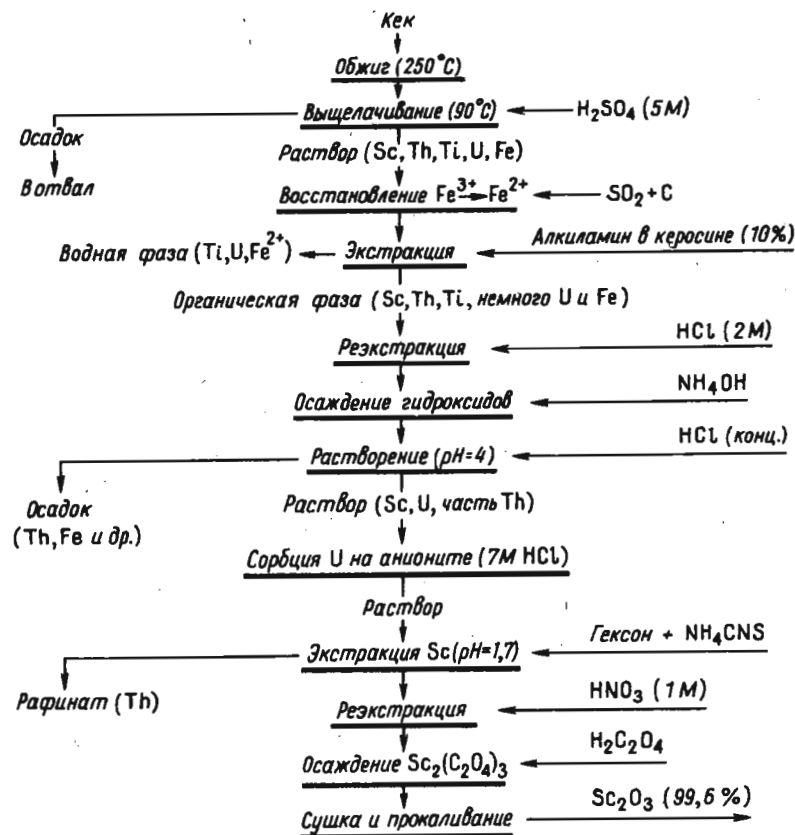 Кек
Обжиг (250°C)
Выщелачивание (90°C)
H₂SO₄ (5M)
Осадок
В отвал
Раствор (Sc, Th, Ti, U, Fe)
Восстановление Fe³⁺→Fe²⁺
SO₂ + C
Алкиламин в керосине (10%)
Водная фаза (Ti, U, Fe²⁺)
Экстракция
Органическая фаза (Sc, Th, Ti, немного U и Fe)
HCl (2M)
Реэкстракция
NH₄OH
Осаждение гидроксидов
HCl (конц.)
Растворение (pH=4)
Осадок
(Th, Fe и др.)
Раствор (Sc, U, часть Th)
Сорбция U на анионите (7M HCl)
Раствор
Гексон + NH₄CNS
Экстракция Sc (pH=1,7)
Рафинат (Th)
HNO₃ (1M)
Реэкстракция
H₂C₂O₄
Осаждение Sc₂(C₂O₄)₃
Sc₂O₃ (99,6 %)
Сушка и прокаливание